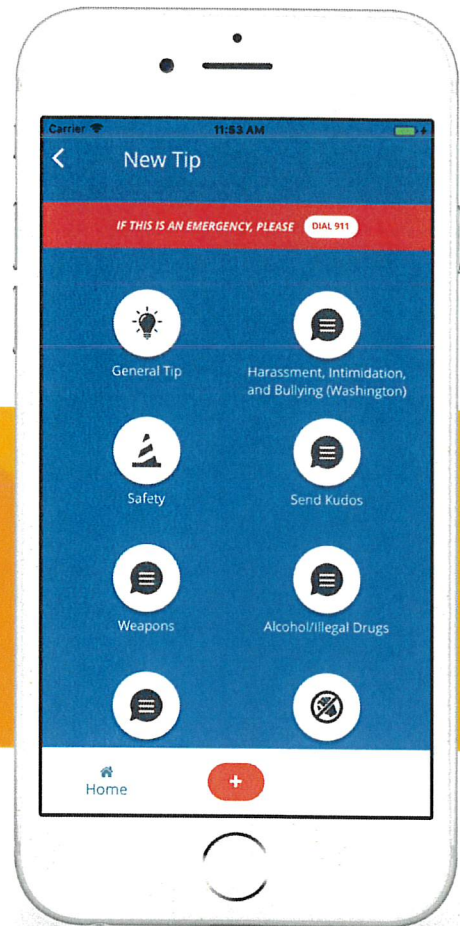 Carrier 11:53 AM
New Tip
IF THIS IS AN EMERGENCY, PLEASE DIAL 911
General Tip
Harassment, Intimidation,
and Bullying (Washington)
Safety
Send Kudos
Weapons
Alcohol/Illegal Drugs
Home